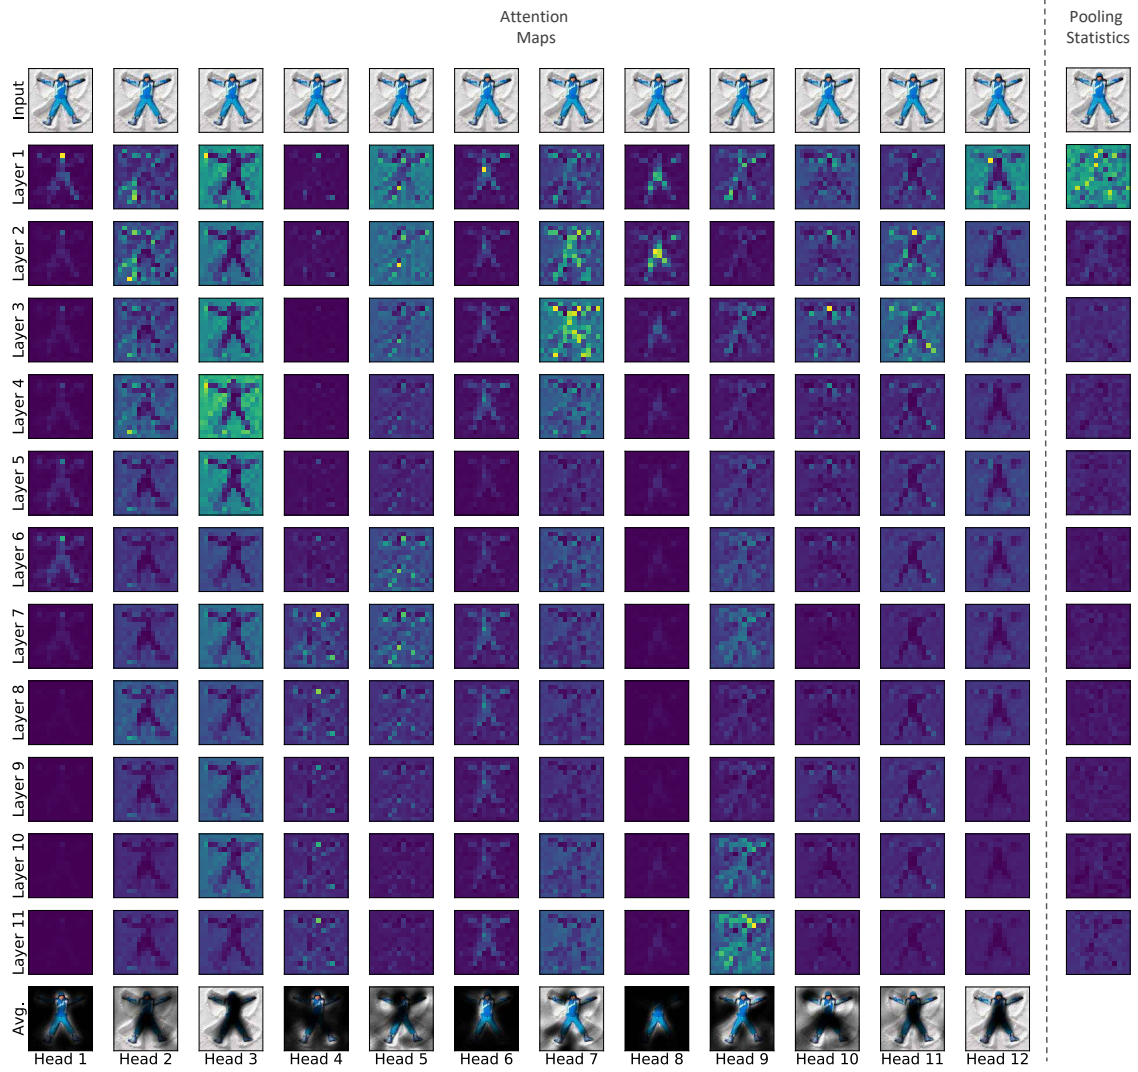 Attention
Maps
Pooling
Statistics
Input
Layer 1
Layer 2
Layer 3
Layer 4
Layer 5
Layer 6
Layer 7
Layer 8
Layer 9
Layer 10
Layer 11
Avg.
Head 1 Head 2 Head 3 Head 4 Head 5 Head 6 Head 7 Head 8 Head 9 Head 10 Head 11 Head 12